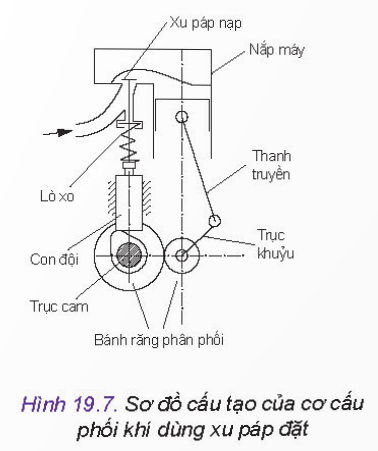 Xu páp nạp
Nắp máy
Thanh
truyền
Lò xo
Trục
khuỷu
Con đội
Trục cam
Bánh răng phân phối
Hình 19.7. Sơ đồ cấu tạo của cơ cấu
phối khí dùng xu páp đặt